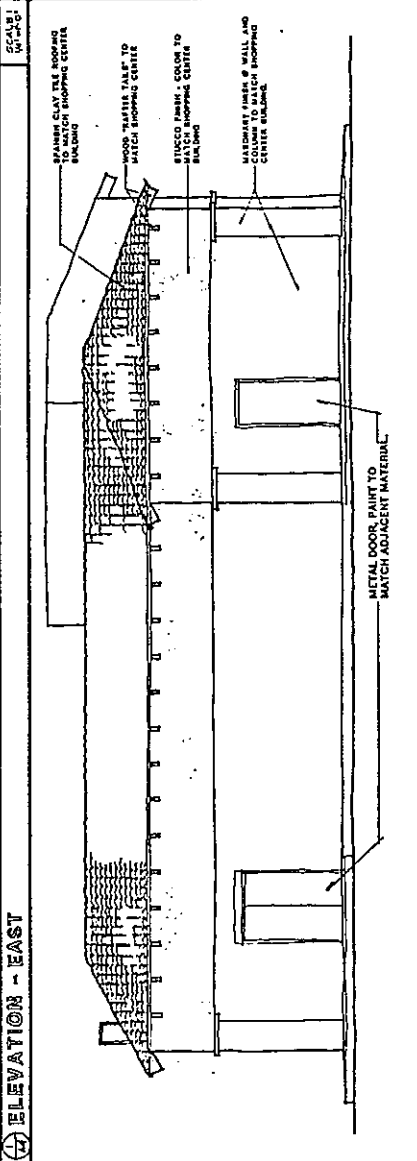 ELEVATION - EAST
SCALE:
SPANISH CLAY TILE ROOFING
TO MATCH SHOPPING CENTER
BUILDING
WOOD "RAFTER TAILS" TO
MATCH SHOPPING CENTER
STUCCO FINISH - COLOR TO
MATCH SHOPPING CENTER
BUILDING
MASONARY FINISH @ WALL AND
COLUMN TO MATCH SHOPPING
CENTER BUILDING.
METAL DOOR, PAINT TO
MATCH ADJACENT MATERIAL.